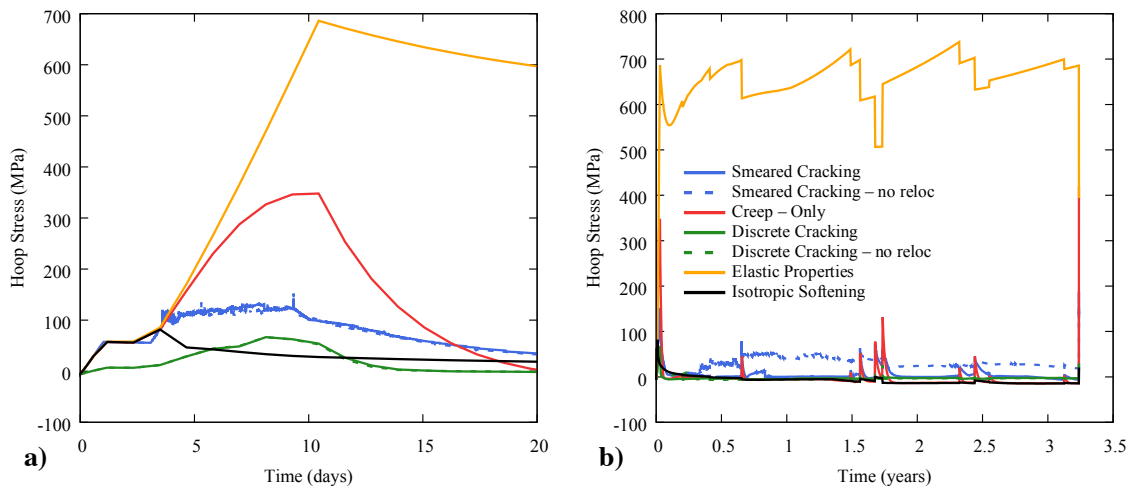 700
600
500
400
300
200
100
0
-100
0
5
10
15
20
Hoop Stress (MPa)
Time (days)
a)
800
700
600
500
400
300
200
100
0
-100
0
0.5
1
1.5
2
2.5
3
3.5
Hoop Stress (MPa)
Time (years)
b)
Smeared Cracking
Smeared Cracking – no reloc
Creep – Only
Discrete Cracking
Discrete Cracking – no reloc
Elastic Properties
Isotropic Softening